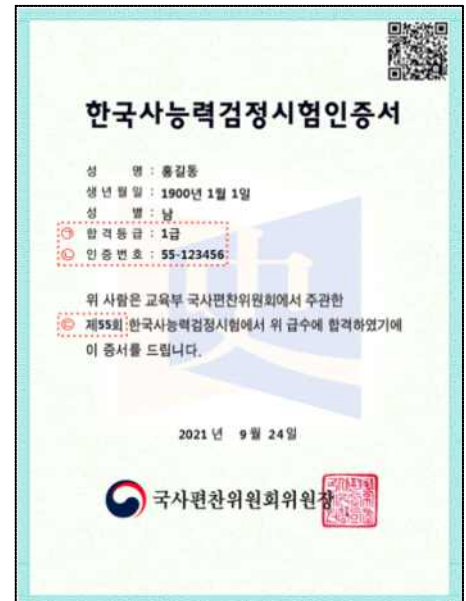 한국사능력검정시험인증서
성 명 : 홍길동
생년월일 : 1900년 1월 1일
성 별 : 남
㉠ 합격등급 : 1급
㉡ 인증번호 : 55-123456
위 사람은 교육부 국사편찬위원회에서 주관한
㉢ 제55회 한국사능력검정시험에서 위 급수에 합격하였기에
이 증서를 드립니다.
2021년 9월 24일
국사편찬위원회위원장